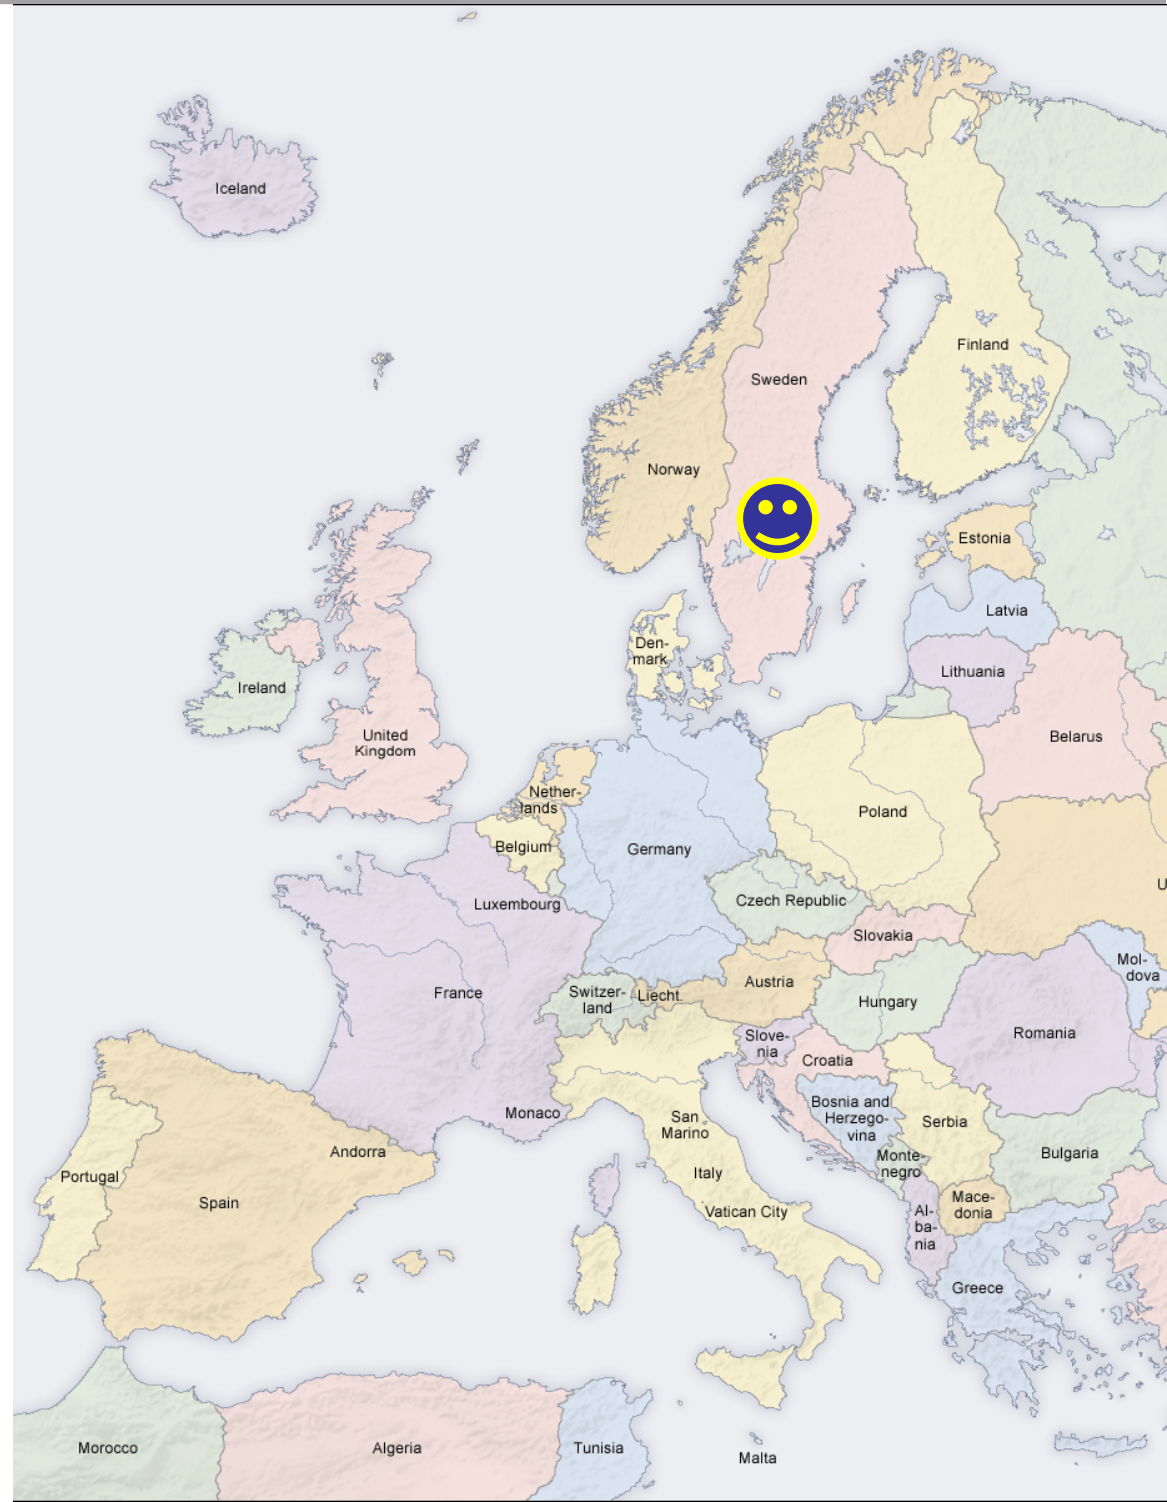 Iceland
Finland
Sweden
Norway
Estonia
Latvia
Den-
mark
Lithuania
Ireland
United
Kingdom
Belarus
Nether-
lands
Poland
Belgium
Germany
U
Czech Republic
Luxembourg
Slovakia
Mol-
dova
Austria
France
Switzer-
land
Liecht.
Hungary
Romania
Slove-
nia
Croatia
Bosnia and
Herzego-
vina
Monaco
San
Marino
Serbia
Andorra
Bulgaria
Monte
negro
Portugal
Italy
Spain
Mace-
donia
Vatican City
Al-
ba-
nia
Greece
Morocco
Algeria
Tunisia
Malta